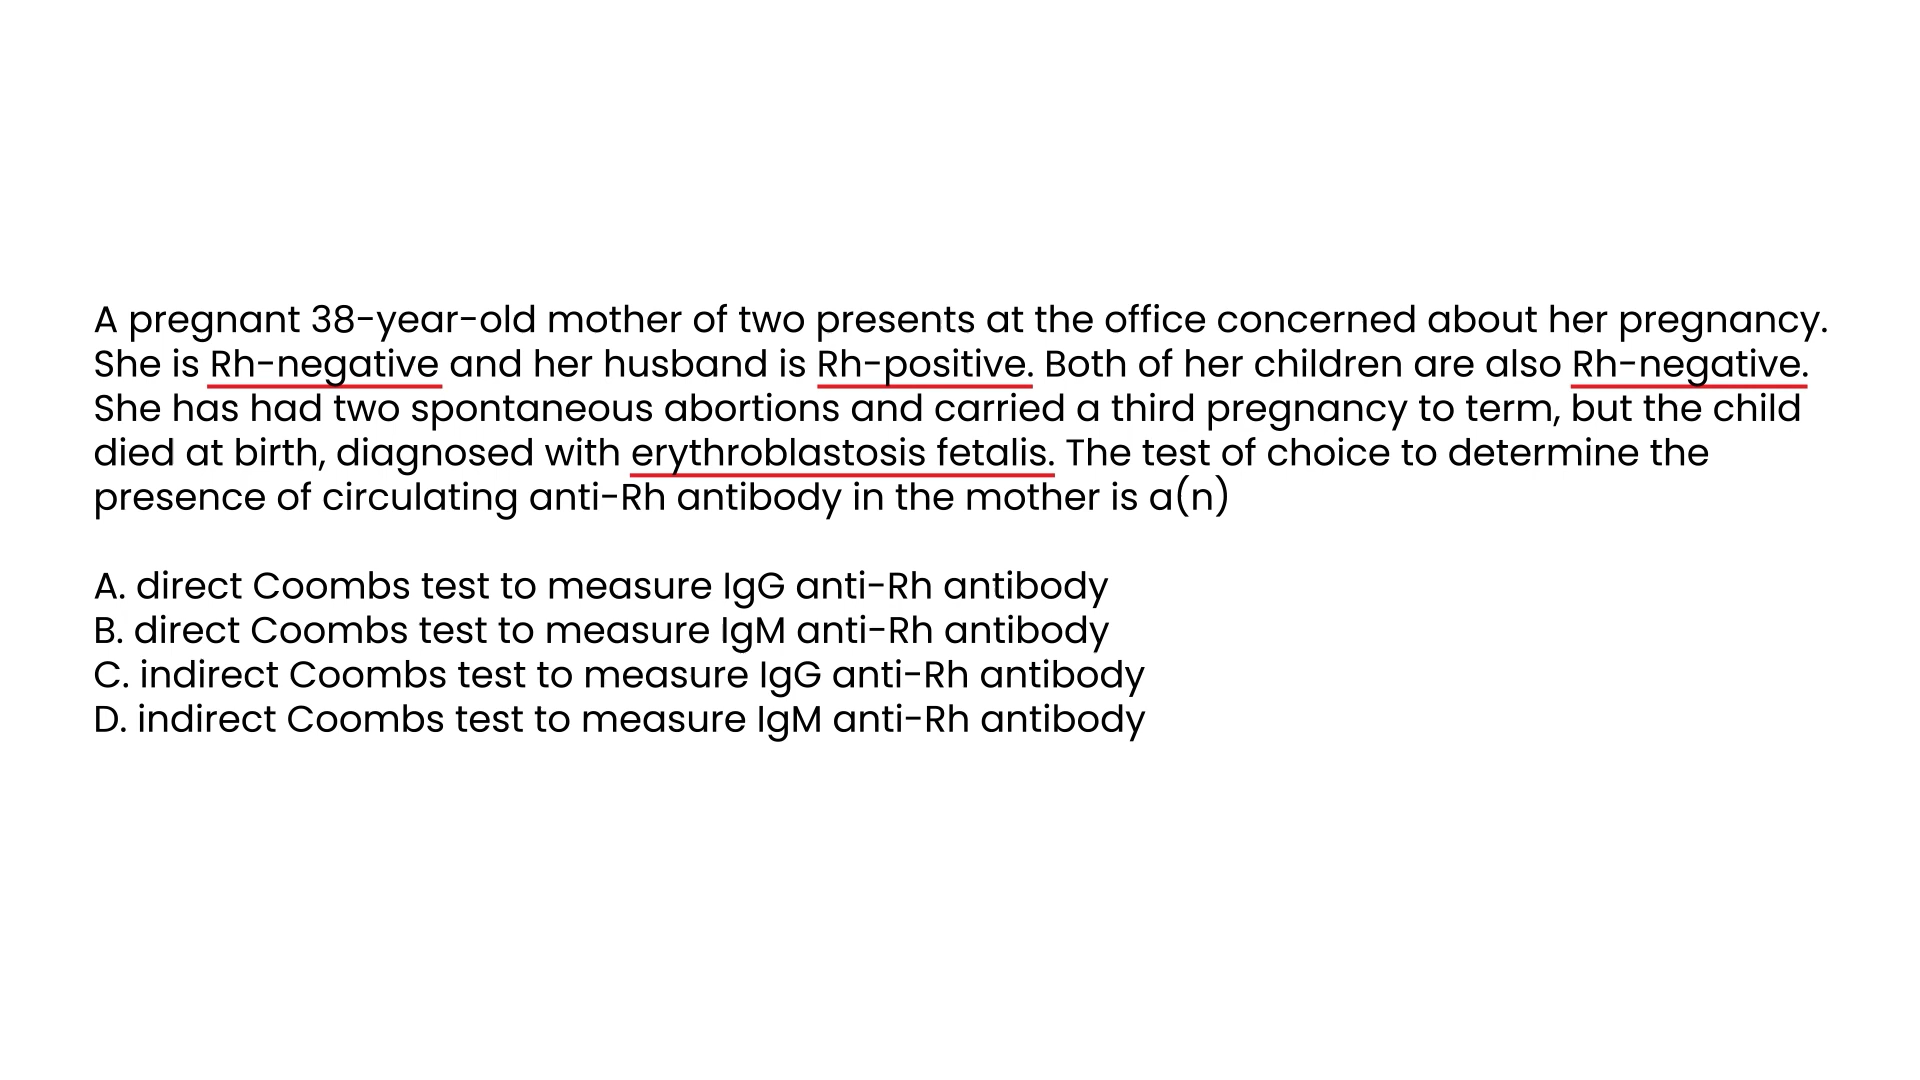 A pregnant 38-year-old mother of two presents at the office concerned about her pregnancy.
She is Rh-negative and her husband is Rh-positive. Both of her children are also Rh-negative.
She has had two spontaneous abortions and carried a third pregnancy to term, but the child
died at birth, diagnosed with erythroblastosis fetalis. The test of choice to determine the
presence of circulating anti-Rh antibody in the mother is a(n)
A. direct Coombs test to measure IgG anti-Rh antibody
B. direct Coombs test to measure IgM anti-Rh antibody
C. indirect Coombs test to measure IgG anti-Rh antibody
D. indirect Coombs test to measure IgM anti-Rh antibody